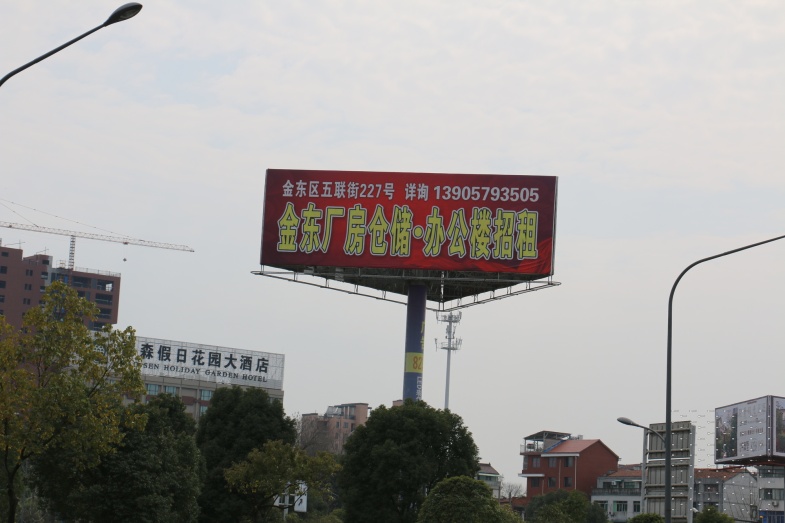 金东区五联街227号 详询 13905793505
金东厂房仓储·办公楼招租
森假日花园大酒店
SEN HOLIDAY GARDEN HOTEL
82